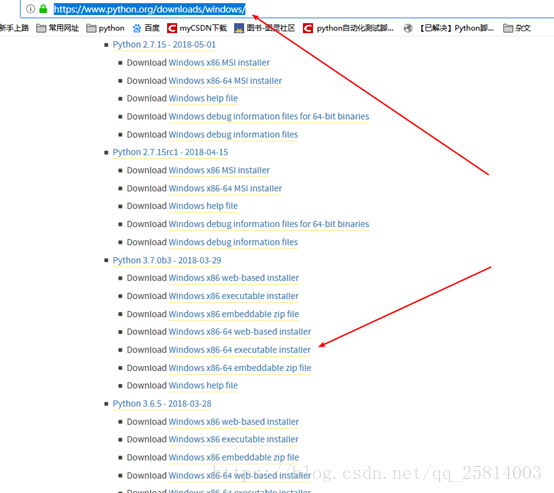 https://www.python.org/downloads/windows/
新手上路 常用网址 python 百度 myCSDN下载 图书-图灵社区 python自动化测试脚... 【已解决】Python脚... 杂文
Python 2.7.15 - 2018-05-01
Download Windows x86 MSI installer
Download Windows x86-64 MSI installer
Download Windows help file
Download Windows debug information files for 64-bit binaries
Download Windows debug information files
Python 2.7.15rc1 - 2018-04-15
Download Windows x86 MSI installer
Download Windows x86-64 MSI installer
Download Windows help file
Download Windows debug information files for 64-bit binaries
Download Windows debug information files
Python 3.7.0b3 - 2018-03-29
Download Windows x86 web-based installer
Download Windows x86 executable installer
Download Windows x86 embeddable zip file
Download Windows x86-64 web-based installer
Download Windows x86-64 executable installer
Download Windows x86-64 embeddable zip file
Download Windows help file
Python 3.6.5 - 2018-03-28
Download Windows x86 web-based installer
Download Windows x86 executable installer
Download Windows x86 embeddable zip file
Download Windows x86-64 web-based installer
https://blog.csdn.net/qq_25814003
Download Windows x86-64 executable installer